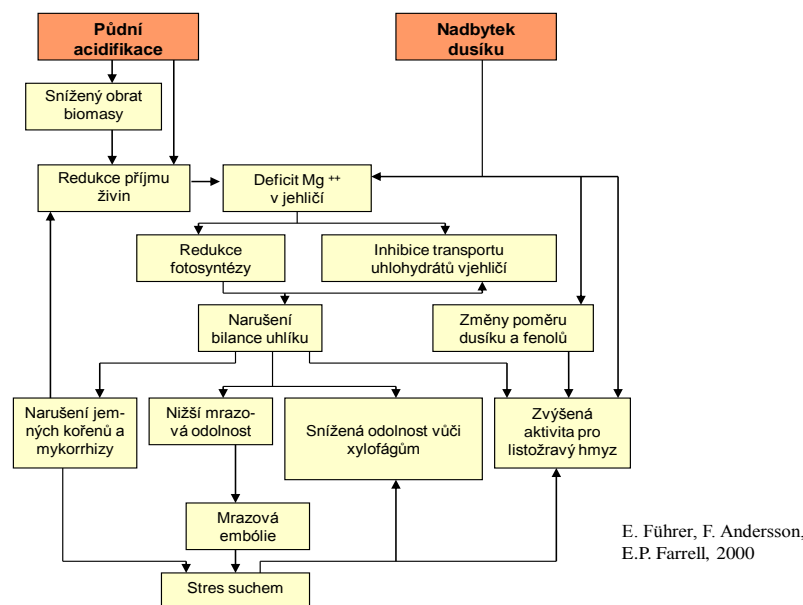 Půdní
acidifikace
Nadbytek
dusíku
Snížený obrat
biomasy
Redukce příjmu
živin
Deficit Mg ++
v jehličí
Redukce
fotosyntézy
Inhibice transportu
uhlohydrátů vjehličí
Narušení
bilance uhlíku
Změny poměru
dusíku a fenolů
Narušení jem-
ných kořenů a
mykorrhizy
Nižší mrazo-
vá odolnost
Snížená odolnost vůči
xylofágům
Zvýšená
aktivita pro
listožravý hmyz
Mrazová
embólie
Stres suchem
E. Führer, F. Andersson,
E.P. Farrell, 2000